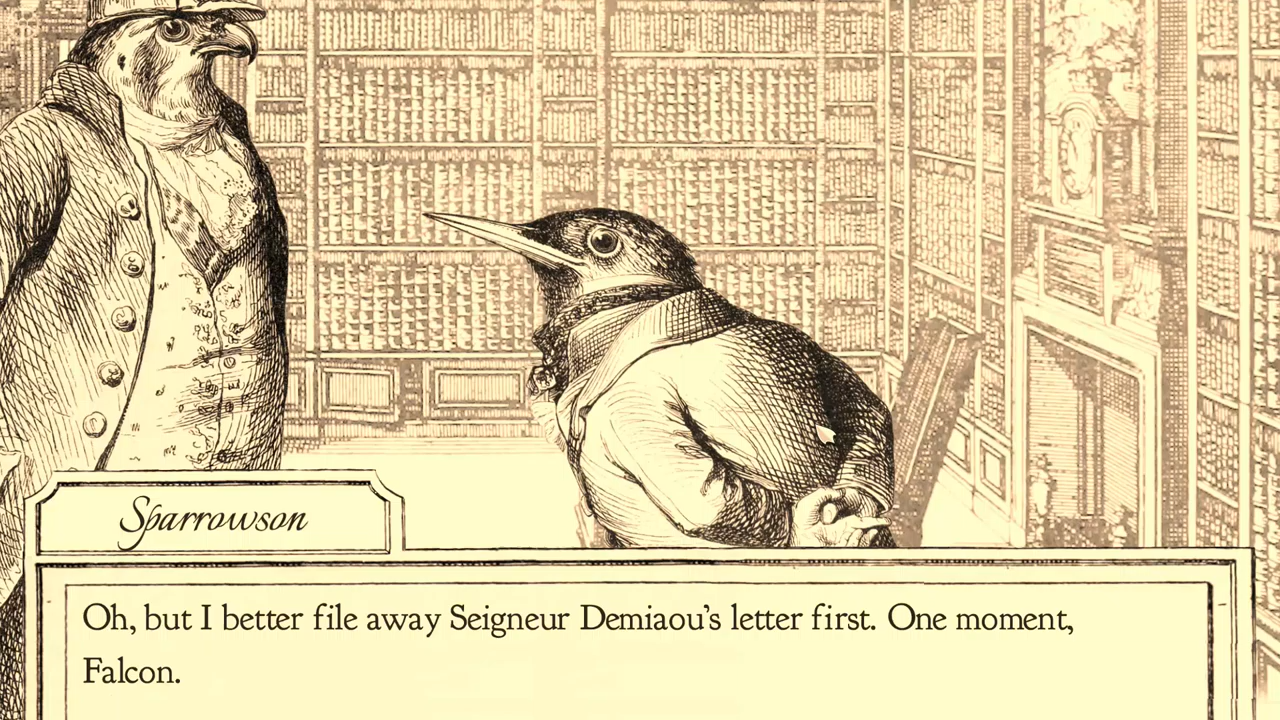 Sparrowson
Oh, but I better file away Seigneur Demiaou's letter first. One moment,
Falcon.